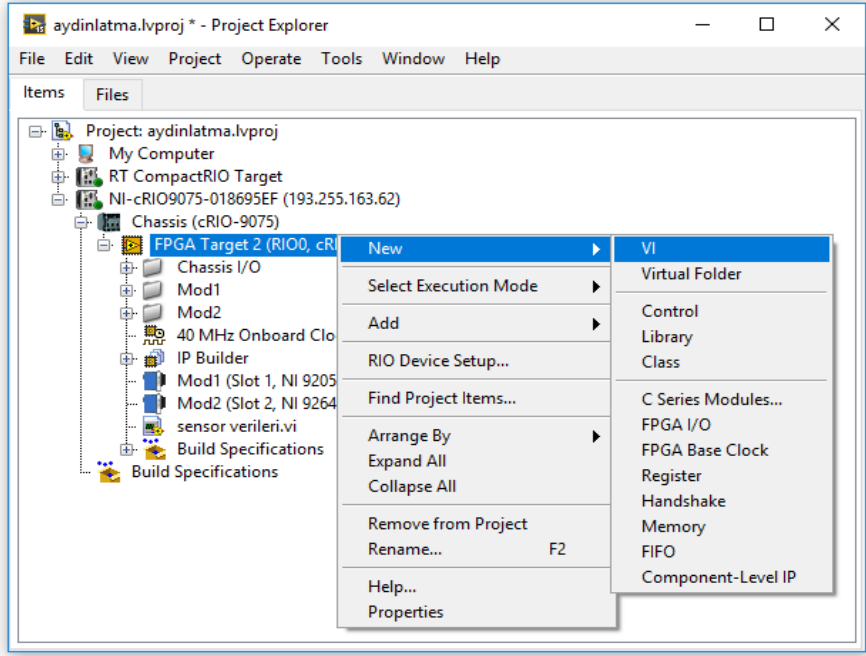 aydinlatma.lvproj * - Project Explorer
File Edit View Project Operate Tools Window Help
Items Files
Project: aydinlatma.lvproj
My Computer
RT CompactRIO Target
NI-cRIO9075-018695EF (193.255.163.62)
Chassis (cRIO-9075)
FPGA Target 2 (RIO0, cRI
Chassis I/O
Mod1
Mod2
40 MHz Onboard Clo
IP Builder
Mod1 (Slot 1, NI 9205
Mod2 (Slot 2, NI 9264
sensor verileri.vi
Build Specifications
Build Specifications
New
Select Execution Mode
Add
RIO Device Setup...
Find Project Items...
Arrange By
Expand All
Collapse All
Remove from Project
Rename... F2
Help...
Properties
VI
Virtual Folder
Control
Library
Class
C Series Modules...
FPGA I/O
FPGA Base Clock
Register
Handshake
Memory
FIFO
Component-Level IP